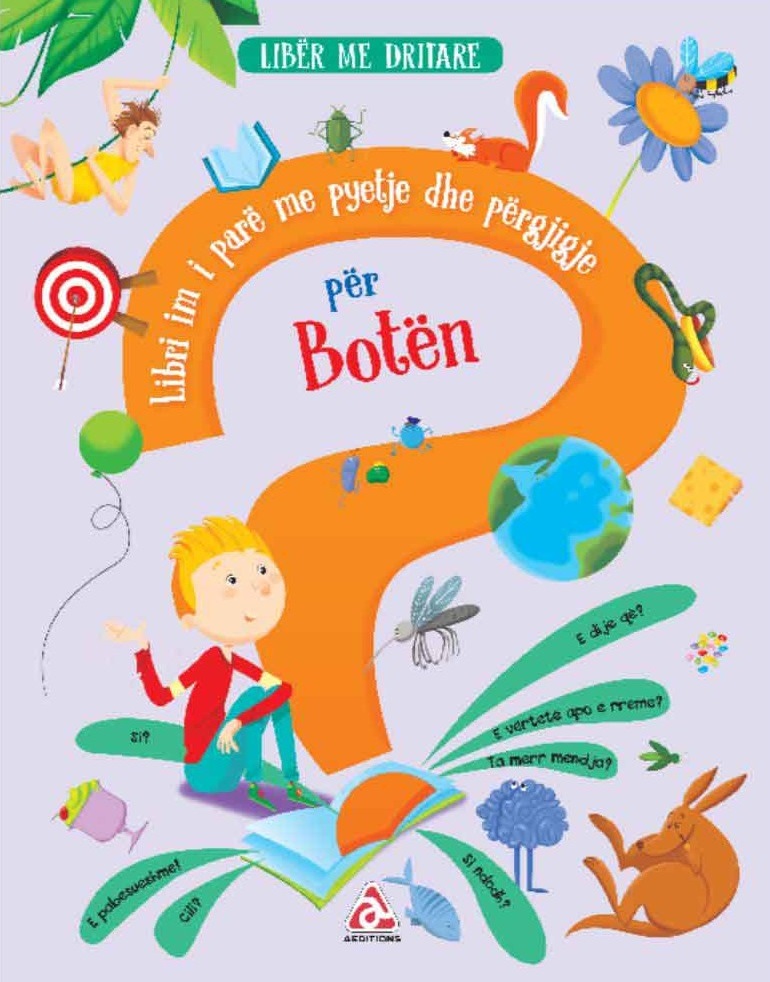 LIBËR ME DRITARE
Libri im i parë me pyetje dhe përgjigje
për
Botën
E dije që?
E vërtetë apo e rreme?
Ta merr mendja?
Si?
E pabesueshme!
Cili?
Si ndodh?
AEDITIONS